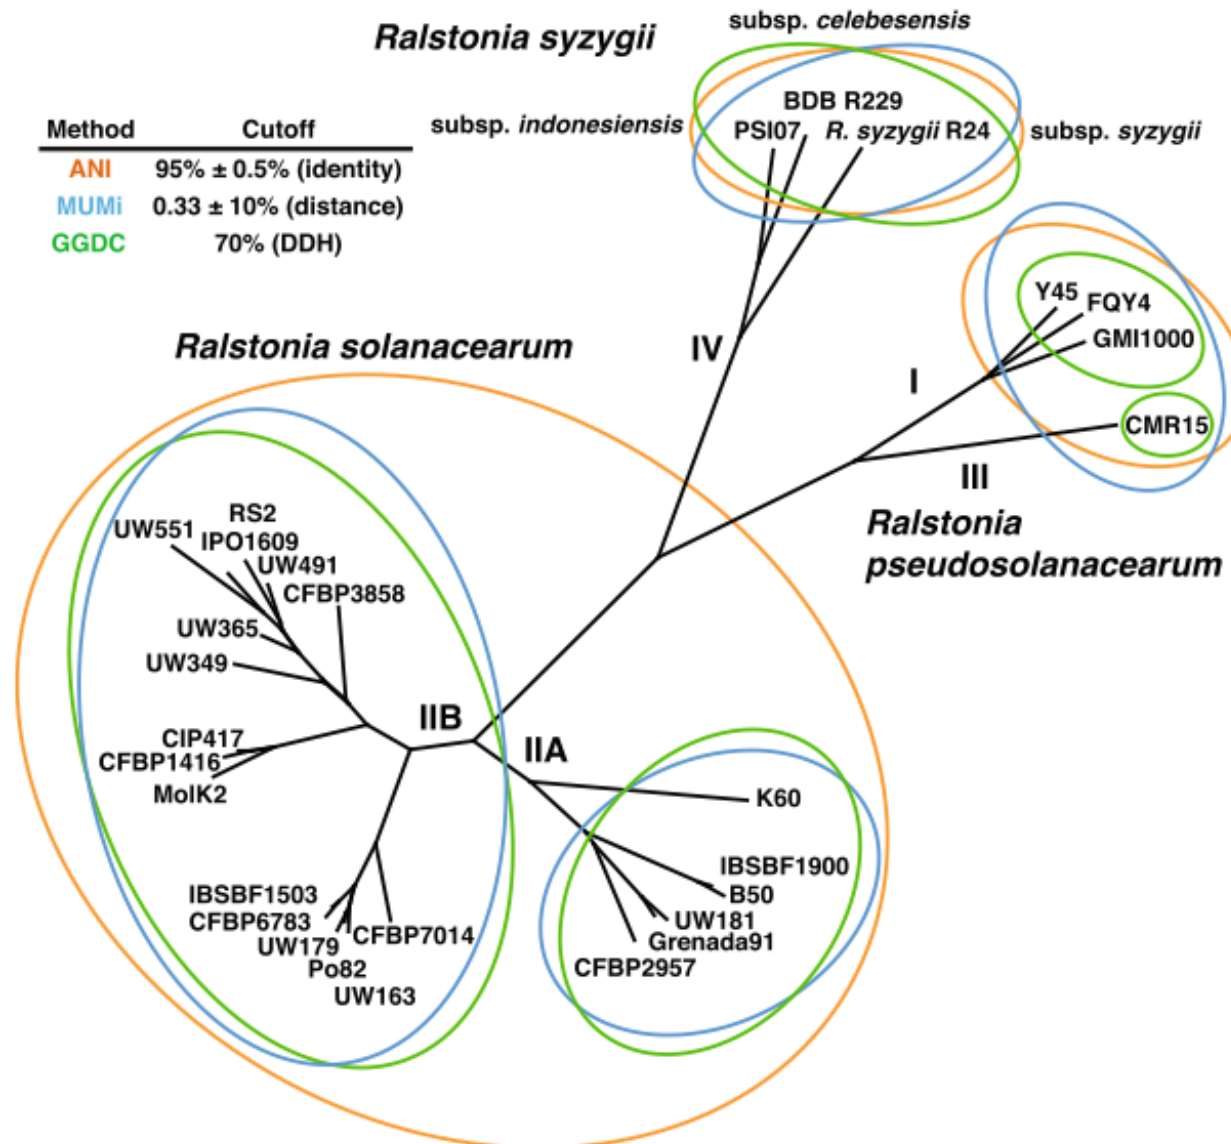 subsp. celebesensis
Ralstonia syzygii
Method Cutoff
ANI 95% ± 0.5% (identity)
MUMi 0.33 ± 10% (distance)
GGDC 70% (DDH)
subsp. indonesiensis
BDB R229
PSI07 R. syzygii R24
subsp. syzygii
Y45
FQY4
GMI1000
CMR15
IV
I
III
Ralstonia
pseudosolanacearum
Ralstonia solanacearum
RS2
UW551
IPO1609
UW491
CFBP3858
UW365
UW349
CIP417
CFBP1416
MolK2
IIB
IIA
K60
IBSBF1900
B50
UW181
Grenada91
CFBP2957
IBSBF1503
CFBP6783
UW179
CFBP7014
Po82
UW163